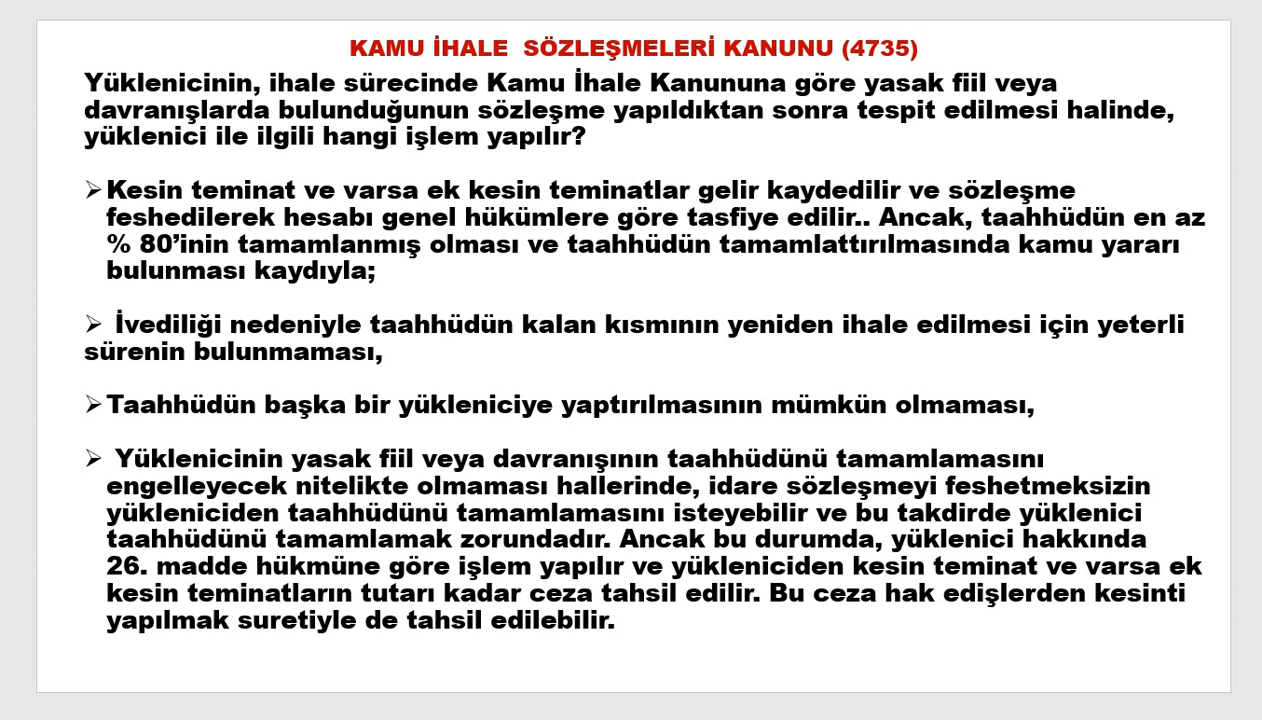 KAMU İHALE  SÖZLEŞMELERİ KANUNU (4735)
Yüklenicinin, ihale sürecinde Kamu İhale Kanununa göre yasak fiil veya
davranışlarda bulunduğunun sözleşme yapıldıktan sonra tespit edilmesi halinde,
yüklenici ile ilgili hangi işlem yapılır?
➢Kesin teminat ve varsa ek kesin teminatlar gelir kaydedilir ve sözleşme
feshedilerek hesabı genel hükümlere göre tasfiye edilir.. Ancak, taahhüdün en az
% 80’inin tamamlanmış olması ve taahhüdün tamamlattırılmasında kamu yararı
bulunması kaydıyla;
➢ İvediliği nedeniyle taahhüdün kalan kısmının yeniden ihale edilmesi için yeterli
sürenin bulunmaması,
➢Taahhüdün başka bir yükleniciye yaptırılmasının mümkün olmaması,
➢ Yüklenicinin yasak fiil veya davranışının taahhüdünü tamamlamasını
engelleyecek nitelikte olmaması hallerinde, idare sözleşmeyi feshetmeksizin
yükleniciden taahhüdünü tamamlamasını isteyebilir ve bu takdirde yüklenici
taahhüdünü tamamlamak zorundadır. Ancak bu durumda, yüklenici hakkında
26. madde hükmüne göre işlem yapılır ve yükleniciden kesin teminat ve varsa ek
kesin teminatların tutarı kadar ceza tahsil edilir. Bu ceza hak edişlerden kesinti
yapılmak suretiyle de tahsil edilebilir.